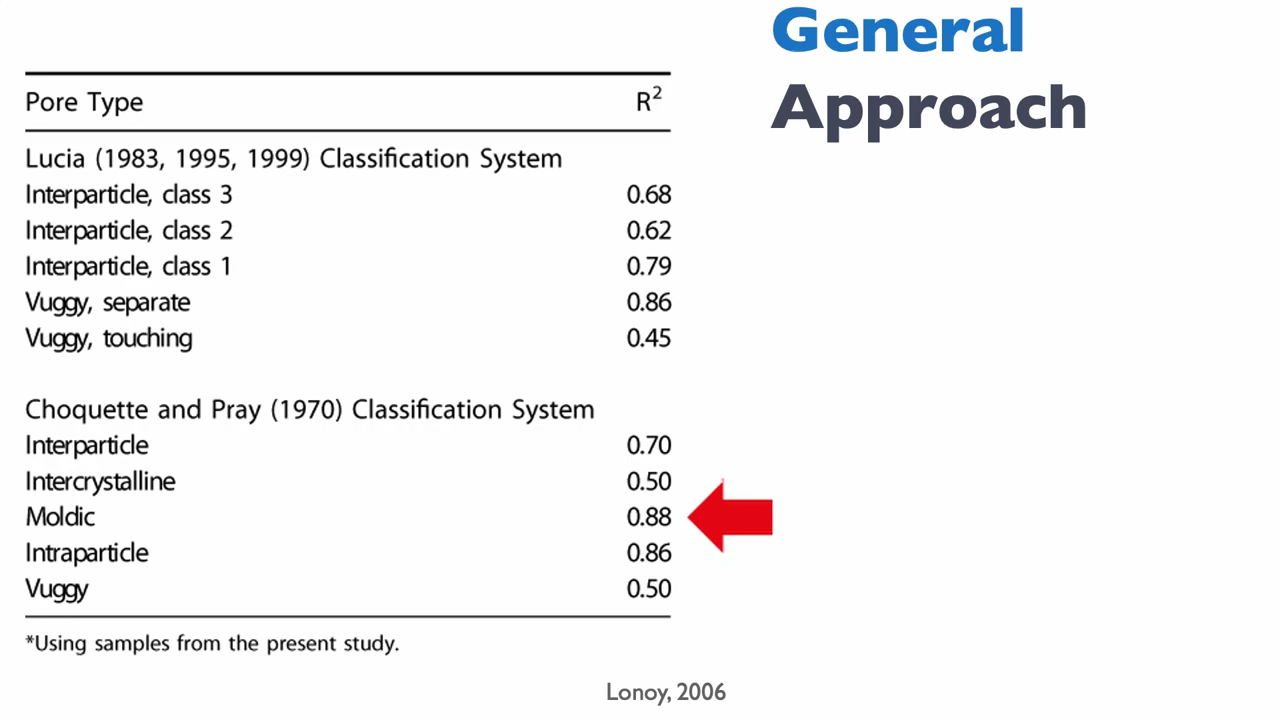 General
Approach
Pore Type R²
Lucia (1983, 1995, 1999) Classification System
Interparticle, class 3 0.68
Interparticle, class 2 0.62
Interparticle, class 1 0.79
Vuggy, separate 0.86
Vuggy, touching 0.45
Choquette and Pray (1970) Classification System
Interparticle 0.70
Intercrystalline 0.50
Moldic 0.88
Intraparticle 0.86
Vuggy 0.50
*Using samples from the present study.
Lonoy, 2006